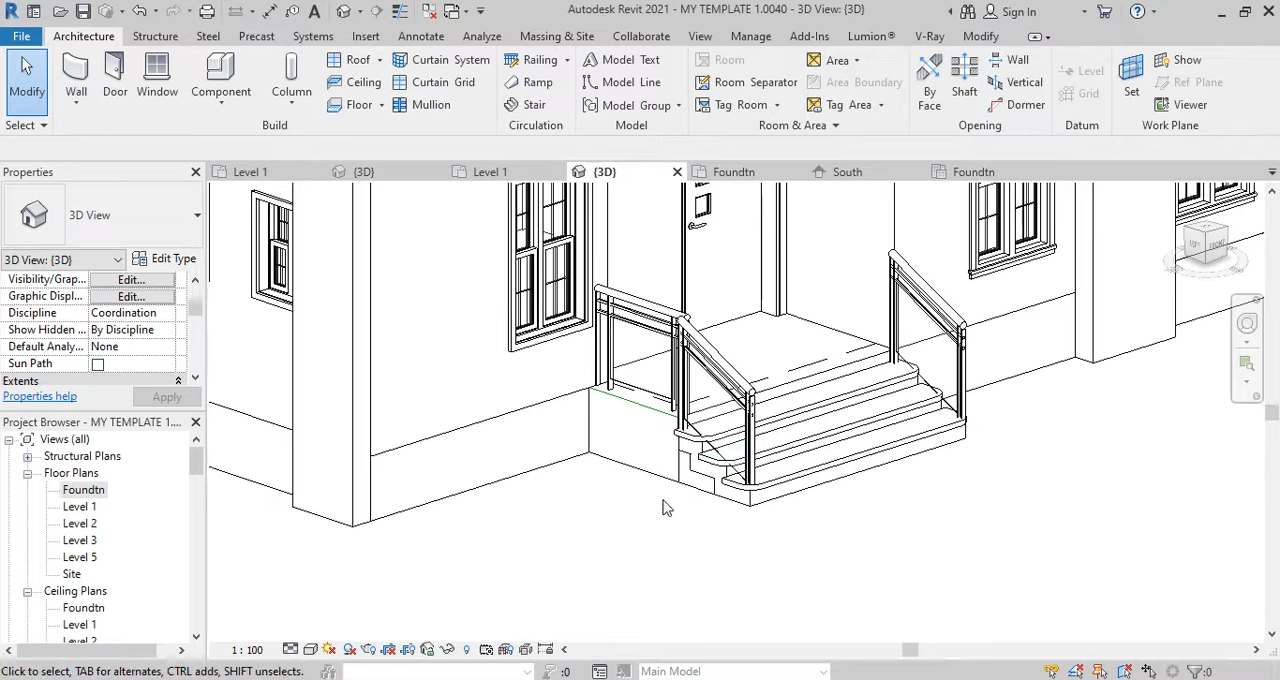 Autodesk Revit 2021 - MY TEMPLATE 1.0040 - 3D View: {3D}
Sign In
File Architecture Structure Steel Precast Systems Insert Annotate Analyze Massing & Site Collaborate View Manage Add-Ins Lumion® V-Ray Modify
Modify Wall Door Window Component Column
Roof Curtain System Railing Model Text Room Area Wall Level Show
Ceiling Curtain Grid Ramp Model Line Room Separator Area Boundary Vertical Grid Ref Plane
Floor Mullion Stair Model Group Tag Room Tag Area By Face Shaft Dormer Set Viewer
Select Build Circulation Model Room & Area Opening Datum Work Plane
Properties
Level 1 {3D} Level 1 {3D} Foundtn South Foundtn
3D View
3D View: {3D} Edit Type
Visibility/Grap... Edit...
Graphic Displ... Edit...
Discipline Coordination
Show Hidden ... By Discipline
Default Analy... None
Sun Path
Extents
Properties help Apply
Project Browser - MY TEMPLATE 1....
Views (all)
Structural Plans
Floor Plans
Foundtn
Level 1
Level 2
Level 3
Level 5
Site
Ceiling Plans
Foundtn
Level 1
Level 2
FRONT
1 : 100
Click to select, TAB for alternates, CTRL adds, SHIFT unselects. :0 Main Model :0